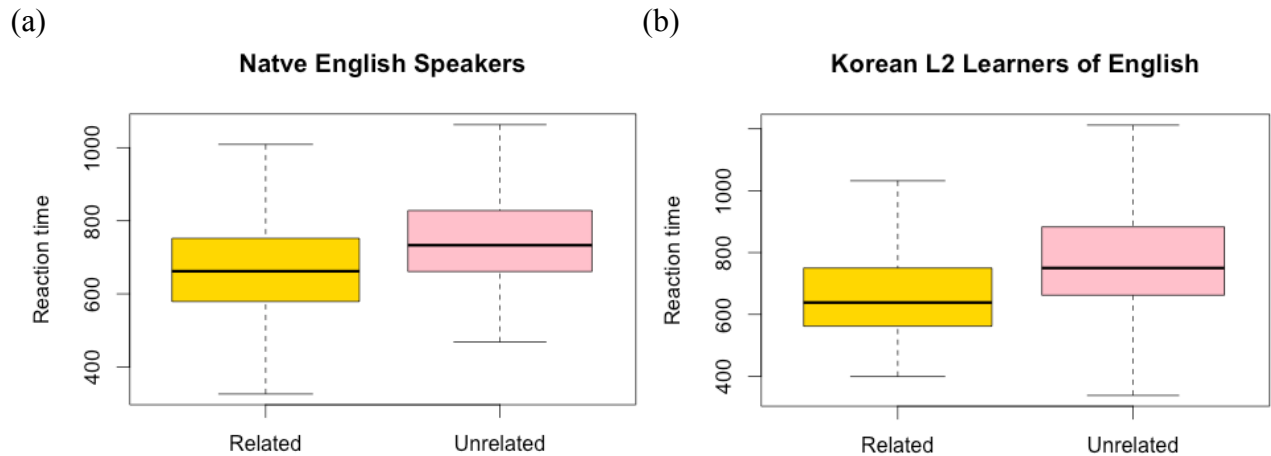 (a)
Natve English Speakers
Reaction time
1000
800
600
400
Related Unrelated
(b)
Korean L2 Learners of English
Reaction time
1000
800
600
400
Related Unrelated